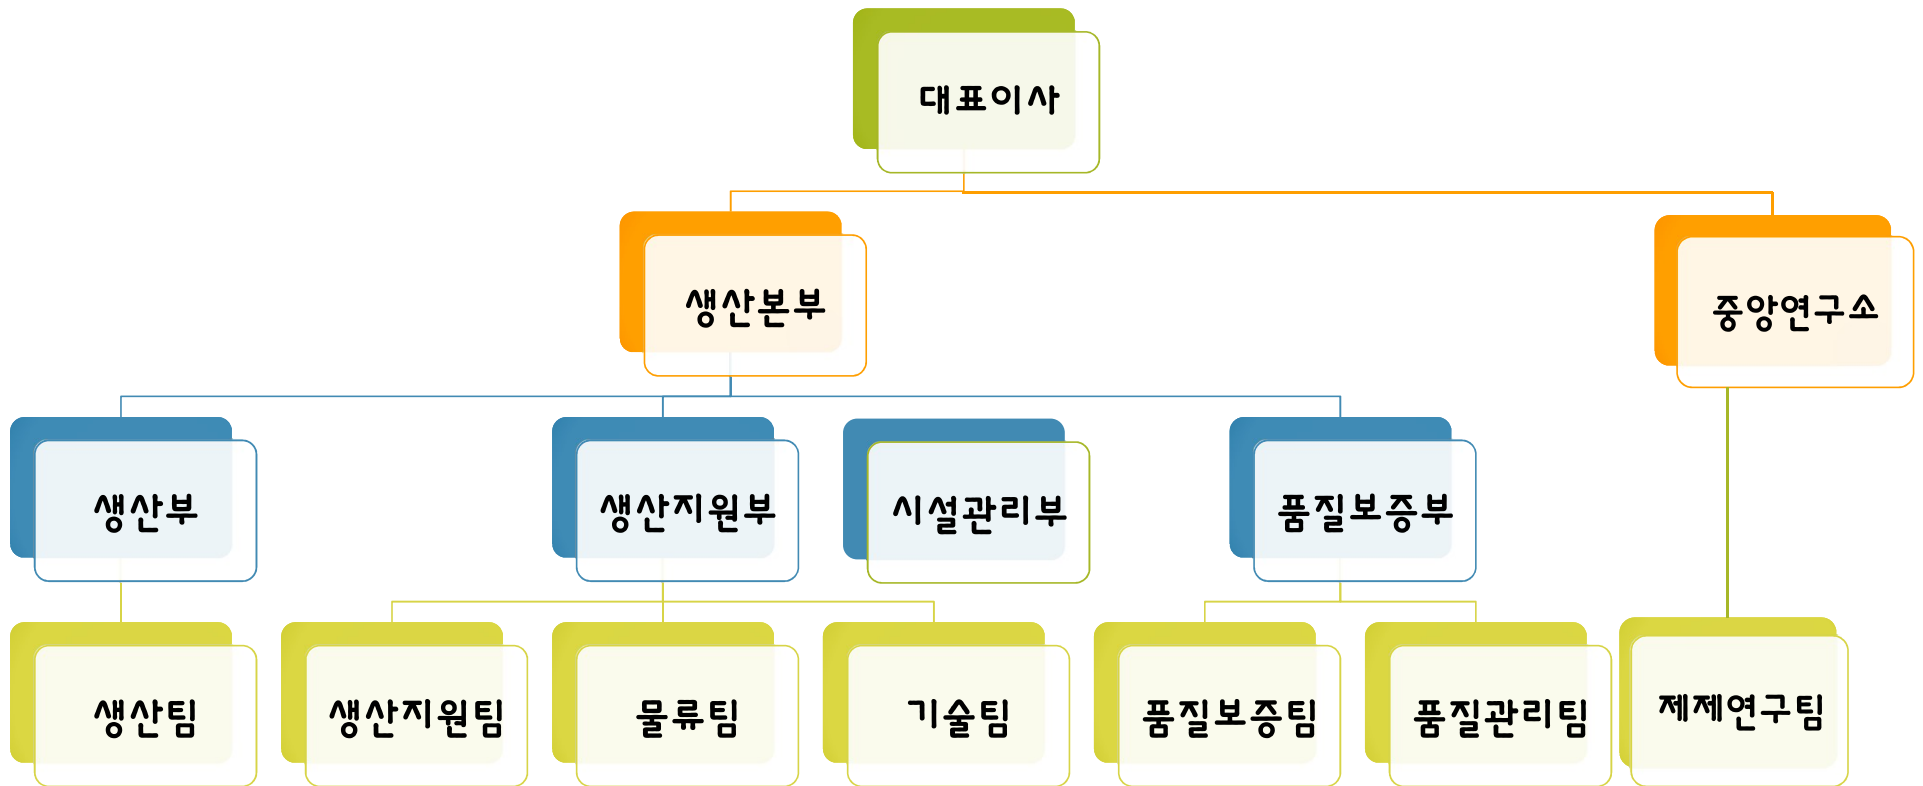 대표이사
생산본부
중앙연구소
생산부
생산지원부
시설관리부
품질보증부
생산팀
생산지원팀
물류팀
기술팀
품질보증팀
품질관리팀
제제연구팀